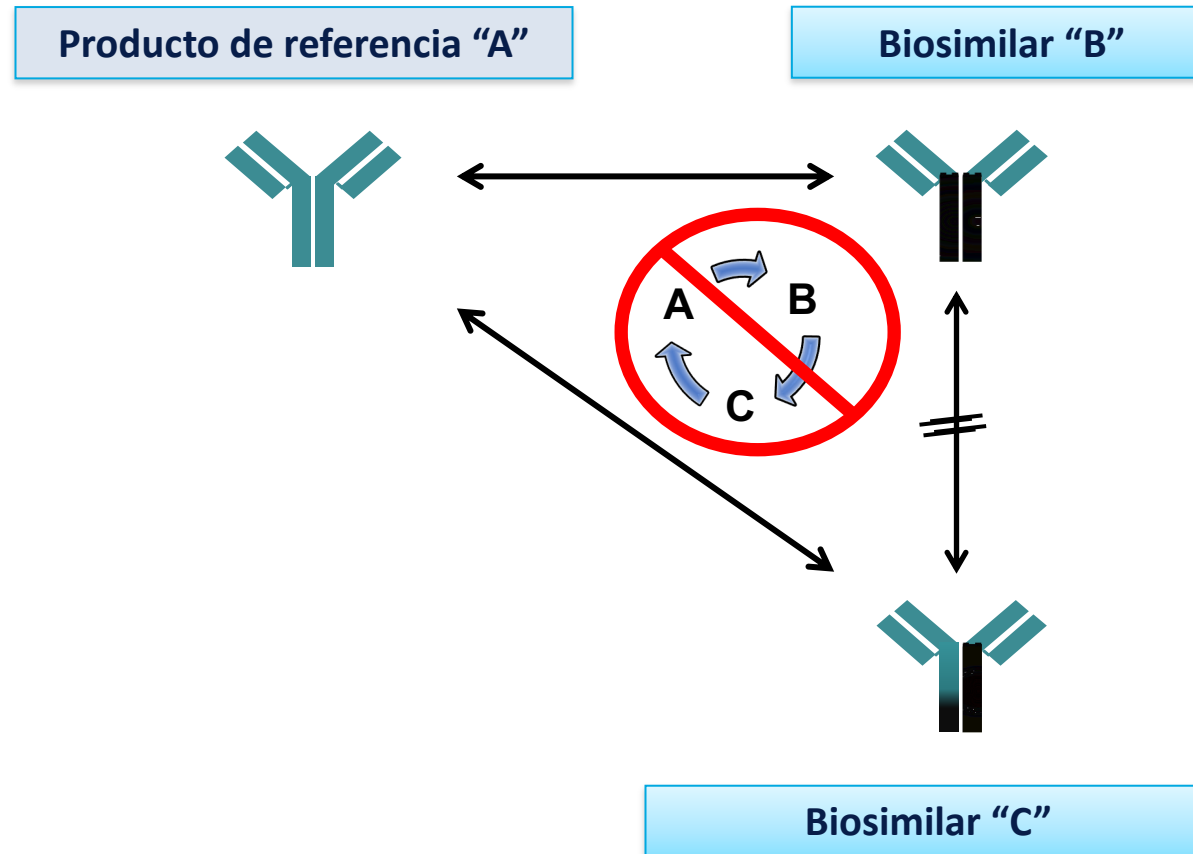 Producto de referencia “A”
Biosimilar “B”
A
B
C
Biosimilar “C”